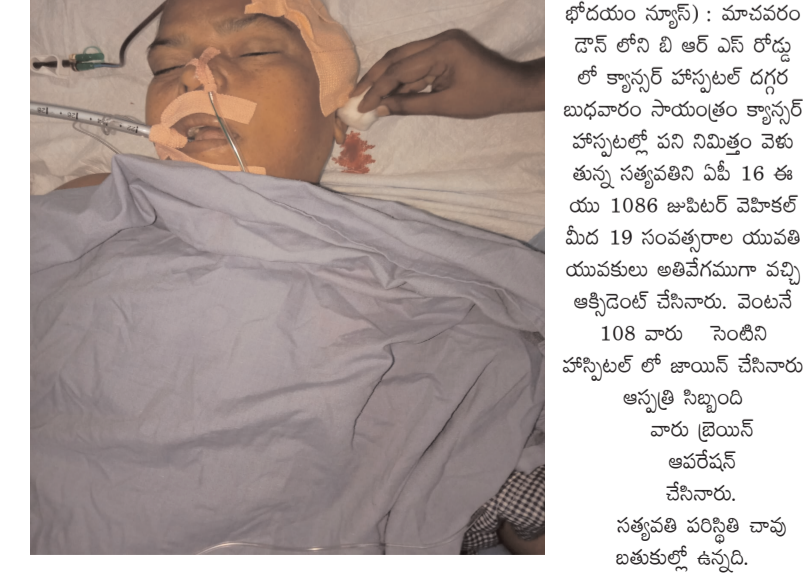 భోదయం న్యూస్) : మాచవరం
డౌన్ లోని బి ఆర్ ఎస్ రోడ్డు
లో క్యాన్సర్ హాస్పటల్ దగ్గర
బుధవారం సాయంత్రం క్యాన్సర్
హాస్పటల్లో పని నిమిత్తం వెళు
తున్న సత్యవతిని ఏపీ 16 ఈ
యు 1086 జుపిటర్ వెహికల్
మీద 19 సంవత్సరాల యువతి
యువకులు అతివేగముగా వచ్చి
ఆక్సిడెంట్ చేసినారు. వెంటనే
108 వారు సెంటిని
హాస్పిటల్ లో జాయిన్ చేసినారు
ఆస్పత్రి సిబ్బంది
వారు బ్రెయిన్
ఆపరేషన్
చేసినారు.
సత్యవతి పరిస్థితి చావు
బతుకుల్లో ఉన్నది.